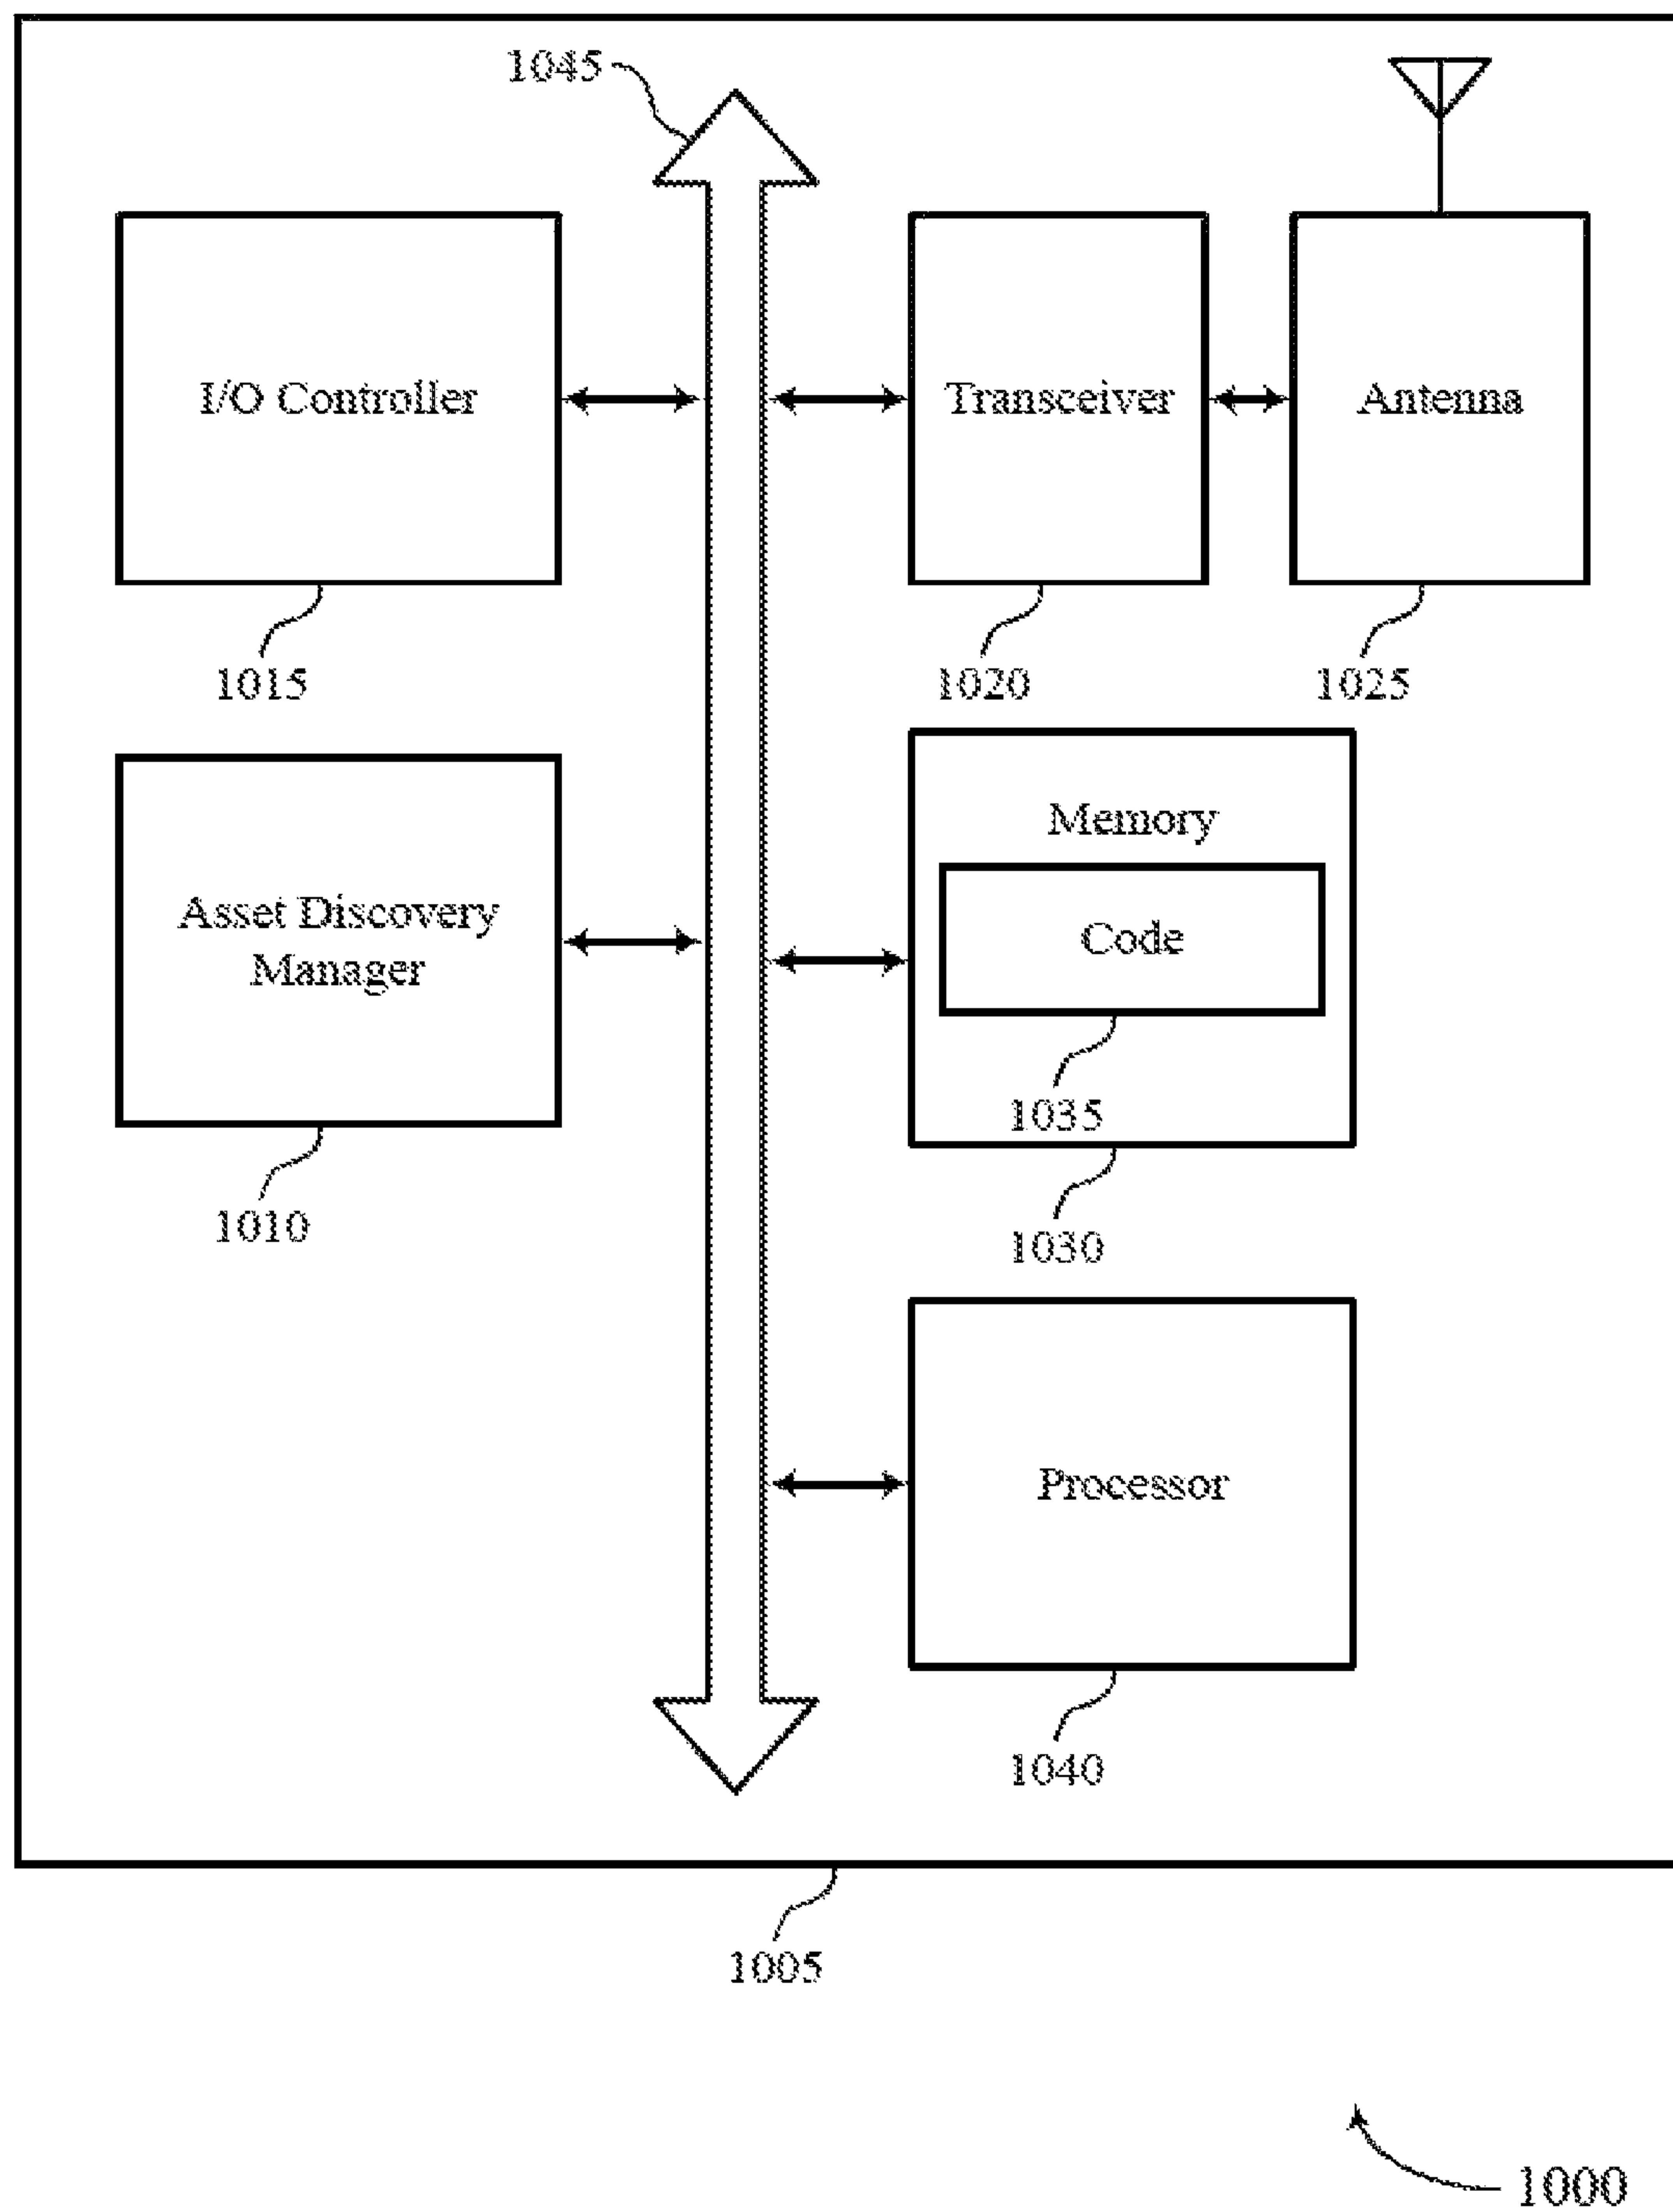 1045
I/O Controller
Transceiver
Antenna
1015
1020
1025
Memory
Asset Discovery
Manager
Code
1035
1010
1030
Processor
1040
1005
1000